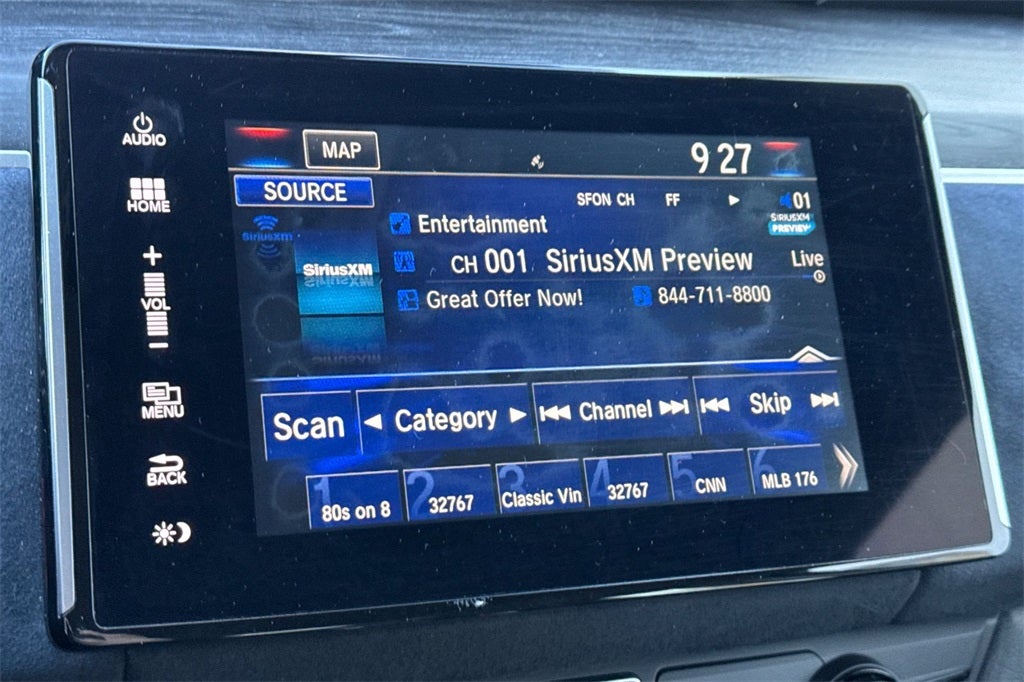 AUDIO
HOME
+
VOL
−
MENU
BACK
MAP
9 27
SOURCE
SFON CH FF
01
SiriusXM
SIRIUSXM
PREVIEW
Entertainment
SiriusXM
CH 001 SiriusXM Preview
Live
Great Offer Now!
844-711-8800
Scan
Category
Channel
Skip
1 80s on 8
2 32767
3 Classic Vin
4 32767
5 CNN
6 MLB 176